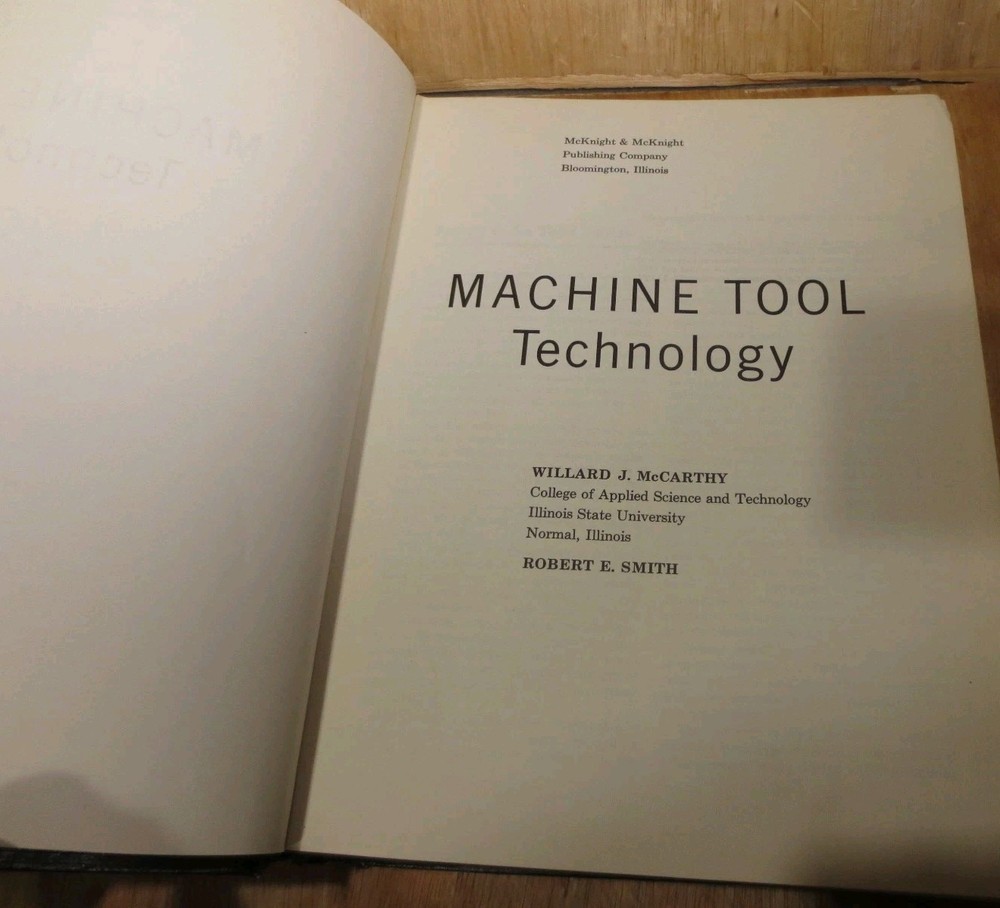 McKnight & McKnight
Publishing Company
Bloomington, Illinois
MACHINE TOOL
Technology
WILLARD J. McCARTHY
College of Applied Science and Technology
Illinois State University
Normal, Illinois
ROBERT E. SMITH